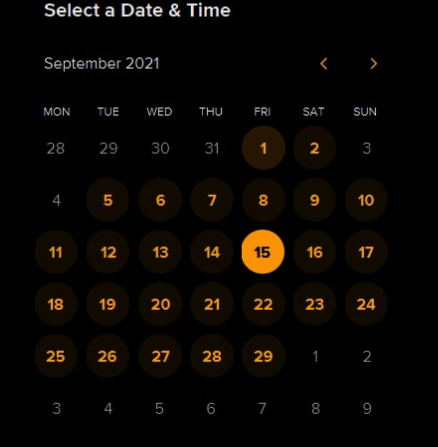 Select a Date & Time
September 2021
MON TUE WED THU FRI SAT SUN
28 29 30 31 1 2 3
4 5 6 7 8 9 10
11 12 13 14 15 16 17
18 19 20 21 22 23 24
25 26 27 28 29 1 2
3 4 5 6 7 8 9